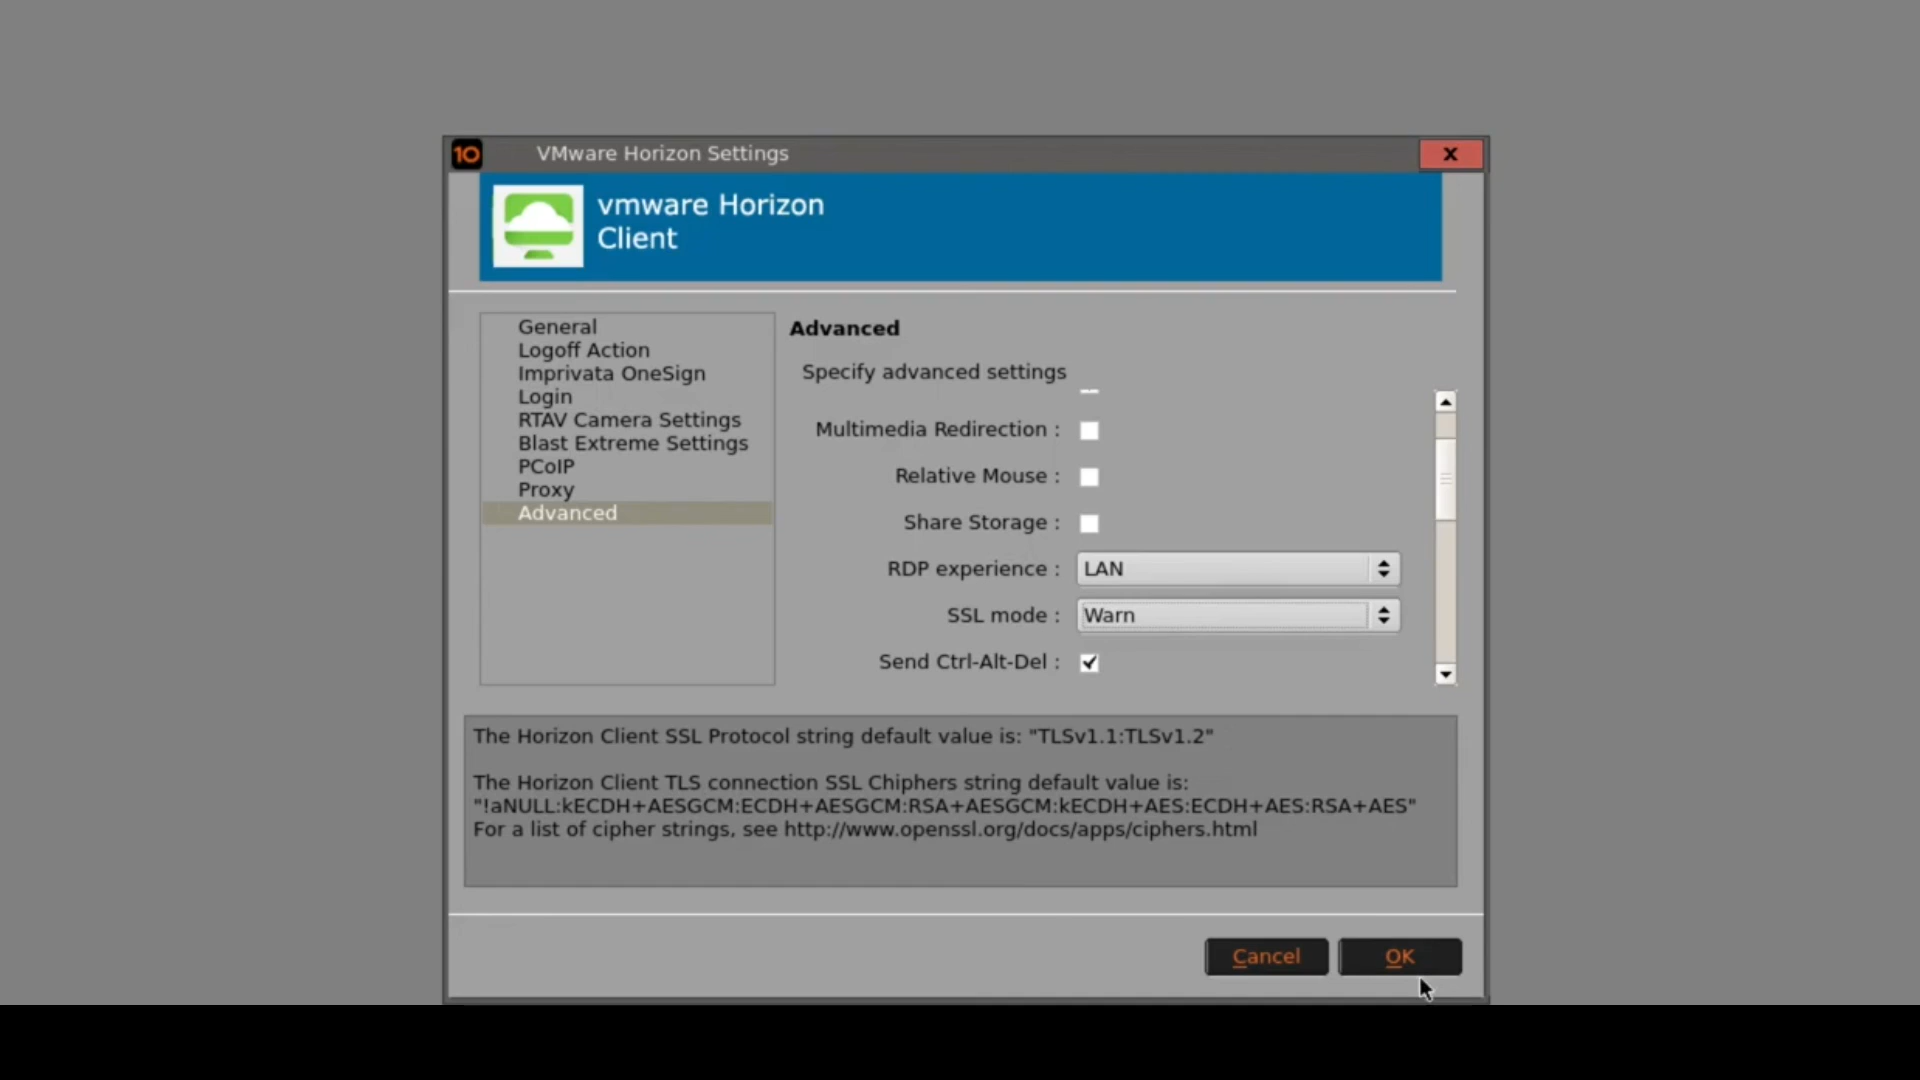 10 VMware Horizon Settings X
vmware Horizon
Client
General
Logoff Action
Imprivata OneSign
Login
RTAV Camera Settings
Blast Extreme Settings
PCoIP
Proxy
Advanced
Advanced
Specify advanced settings
Multimedia Redirection :
Relative Mouse :
Share Storage :
RDP experience : LAN
SSL mode : Warn
Send Ctrl-Alt-Del :
The Horizon Client SSL Protocol string default value is: "TLSv1.1:TLSv1.2"
The Horizon Client TLS connection SSL Chiphers string default value is:
"!aNULL:kECDH+AESGCM:ECDH+AESGCM:RSA+AESGCM:kECDH+AES:ECDH+AES:RSA+AES"
For a list of cipher strings, see http://www.openssl.org/docs/apps/ciphers.html
Cancel OK